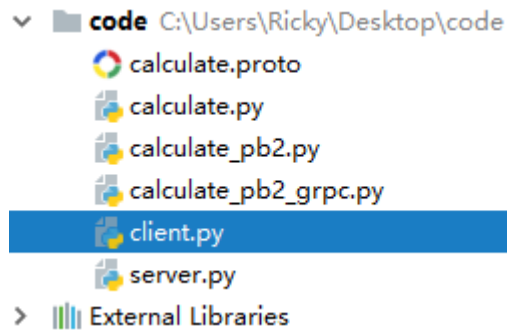 code C:\Users\Ricky\Desktop\code
calculate.proto
calculate.py
calculate_pb2.py
calculate_pb2_grpc.py
client.py
server.py
External Libraries